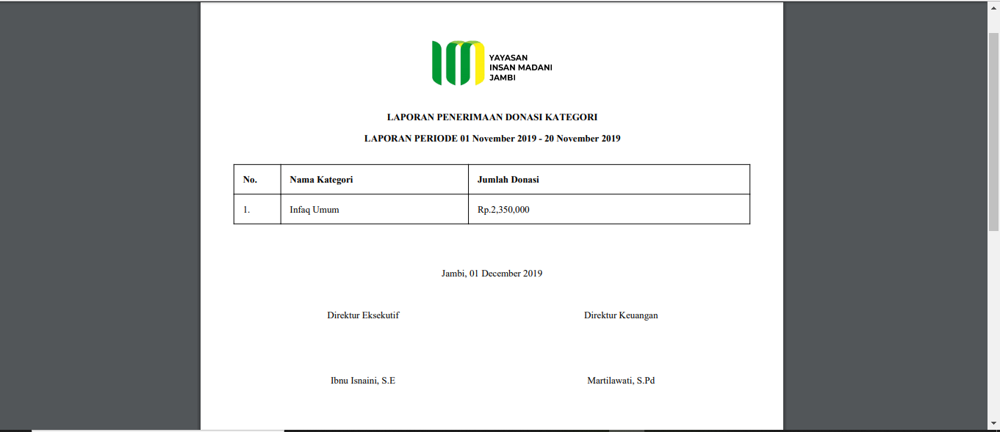 YAYASAN
INSAN MADANI
JAMBI
LAPORAN PENERIMAAN DONASI KATEGORI
LAPORAN PERIODE 01 November 2019 - 20 November 2019
No. Nama Kategori Jumlah Donasi
1. Infaq Umum Rp.2,350,000
Jambi, 01 December 2019
Direktur Eksekutif Direktur Keuangan
Ibnu Isnaini, S.E Martilawati, S.Pd